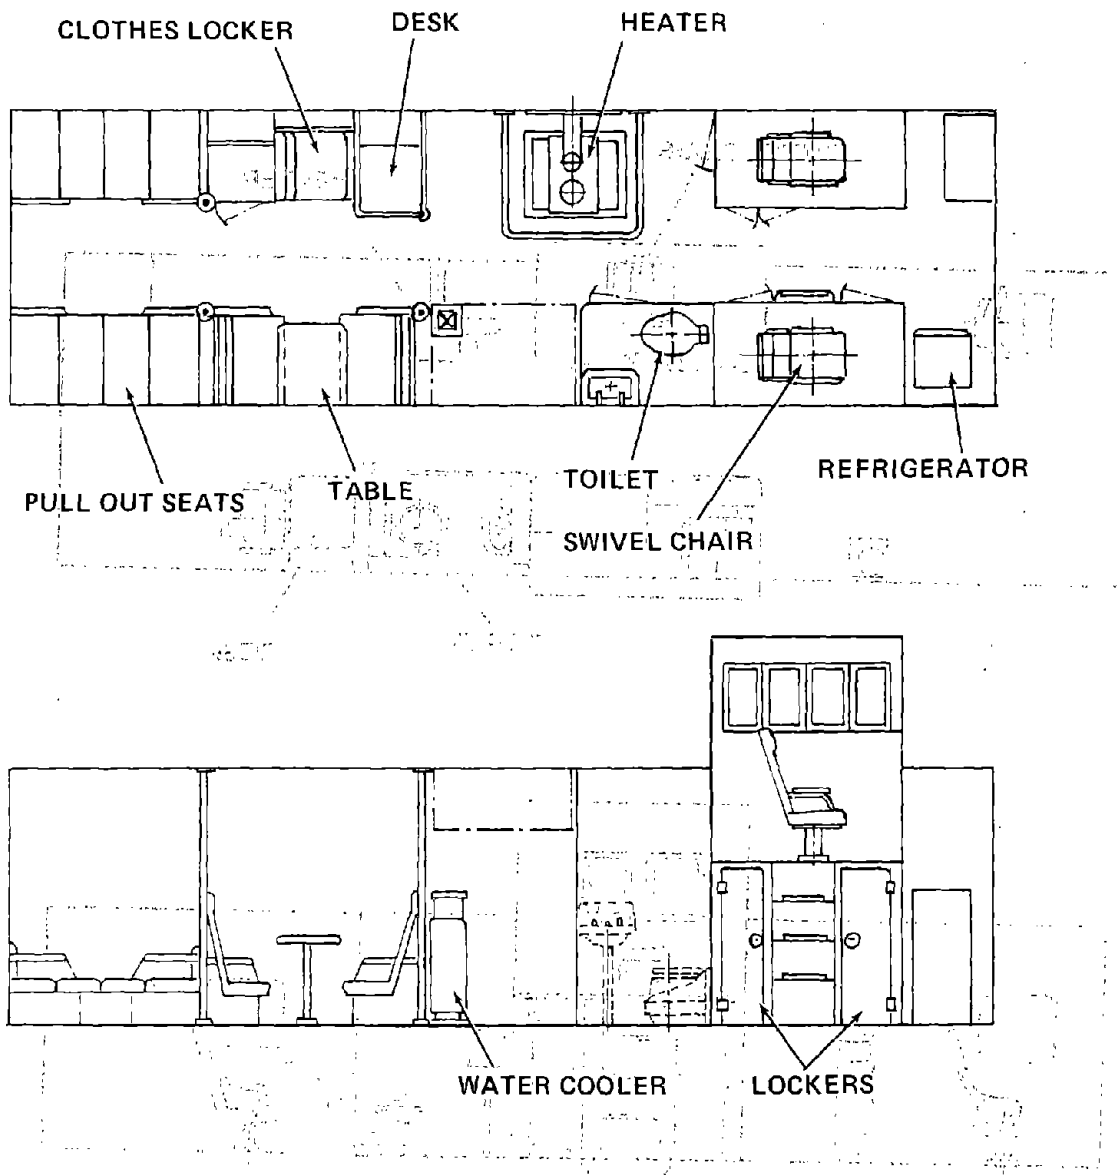 CLOTHES LOCKER
DESK
HEATER
PULL OUT SEATS
TABLE
TOILET
SWIVEL CHAIR
REFRIGERATOR
WATER COOLER
LOCKERS